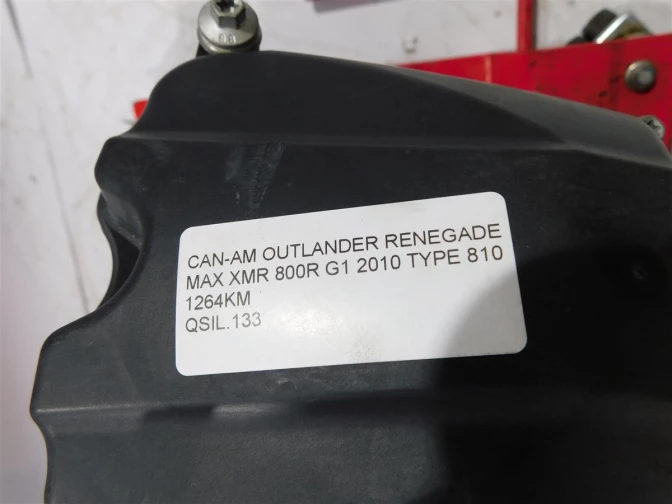 CAN-AM OUTLANDER RENEGADE
MAX XMR 800R G1 2010 TYPE 810
1264KM
QSIL.133